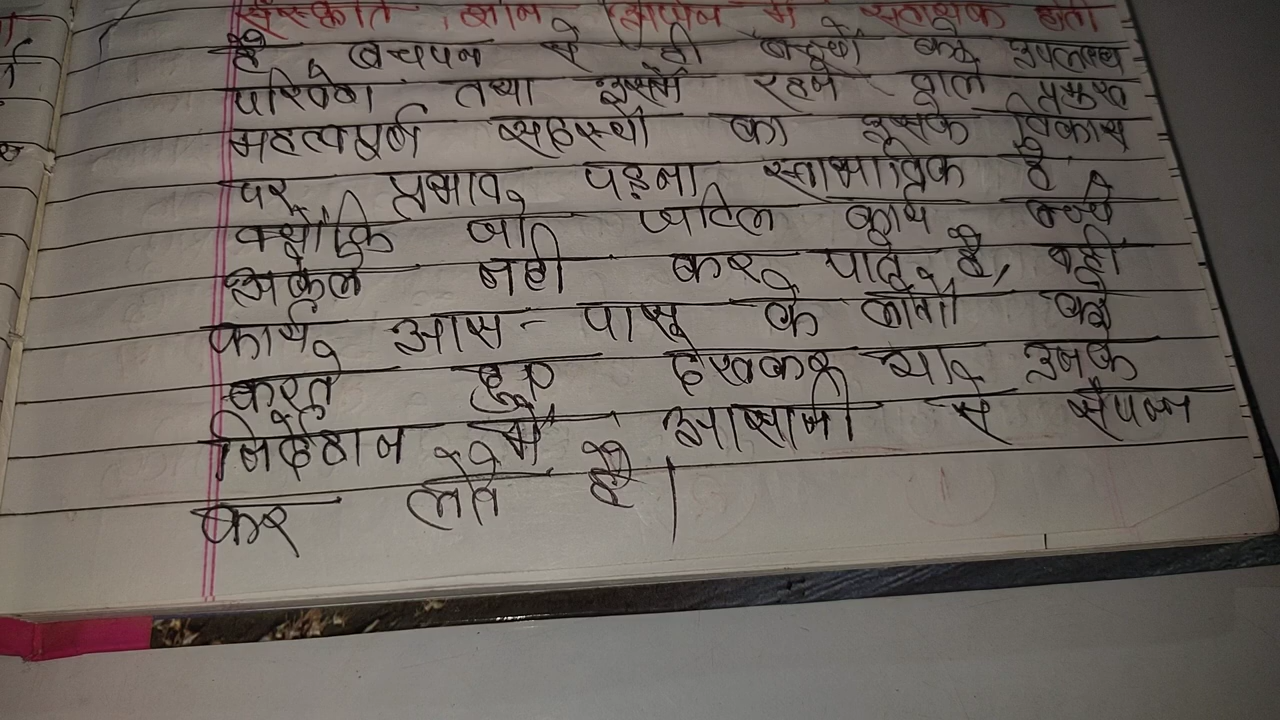 संस्कृति ज्ञान में सहायक होती
है बचपन से ही बच्चों को उपलब्ध
परिवेश तथा इसमें रहने वाले प्रमुख
महत्वपूर्ण सदस्यों का इसके विकास
पर प्रभाव पड़ना स्वाभाविक है
क्योंकि जो जटिल कार्य बच्चे
अकेले नही कर पाते है, वही
कार्य आस-पास के लोगों को
करते हुए देखकर या उनके
निर्देशन में आसानी से संपन्न
कर लेते है।